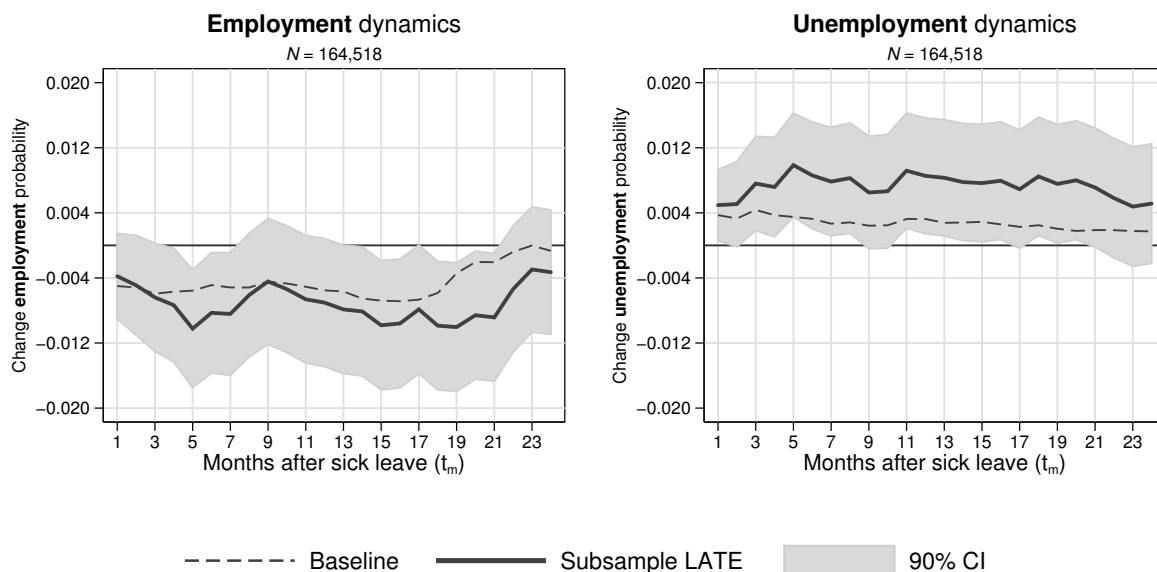 Employment dynamics
N = 164,518
Change employment probability
0.020
0.012
0.004
−0.004
−0.012
−0.020
1 3 5 7 9 11 13 15 17 19 21 23
Months after sick leave (tm)
Unemployment dynamics
N = 164,518
Change unemployment probability
0.020
0.012
0.004
−0.004
−0.012
−0.020
1 3 5 7 9 11 13 15 17 19 21 23
Months after sick leave (tm)
Baseline Subsample LATE 90% CI